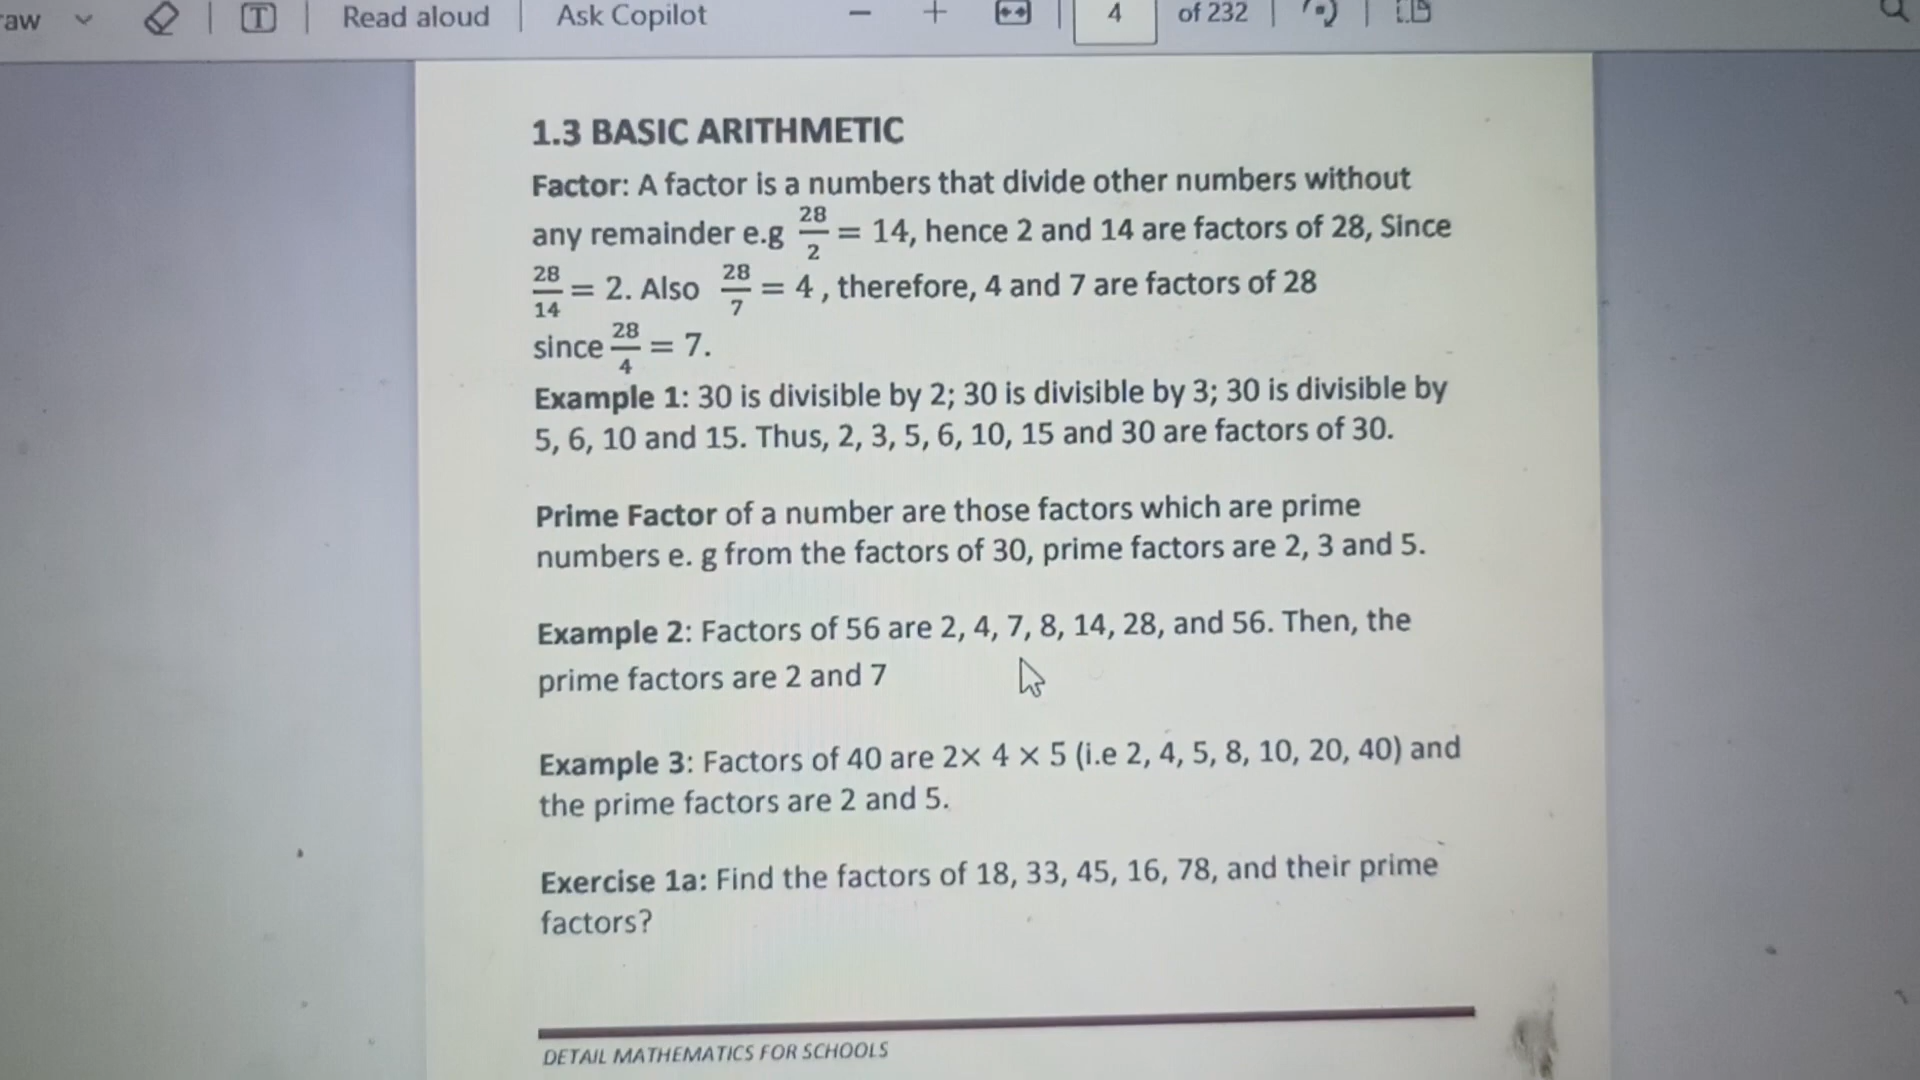 aw Read aloud Ask Copilot 4 of 232
1.3 BASIC ARITHMETIC
Factor: A factor is a numbers that divide other numbers without
any remainder e.g 28/2 = 14, hence 2 and 14 are factors of 28, Since
28/14 = 2. Also 28/7 = 4 , therefore, 4 and 7 are factors of 28
since 28/4 = 7.
Example 1: 30 is divisible by 2; 30 is divisible by 3; 30 is divisible by
5, 6, 10 and 15. Thus, 2, 3, 5, 6, 10, 15 and 30 are factors of 30.
Prime Factor of a number are those factors which are prime
numbers e. g from the factors of 30, prime factors are 2, 3 and 5.
Example 2: Factors of 56 are 2, 4, 7, 8, 14, 28, and 56. Then, the
prime factors are 2 and 7
Example 3: Factors of 40 are 2× 4 × 5 (i.e 2, 4, 5, 8, 10, 20, 40) and
the prime factors are 2 and 5.
Exercise 1a: Find the factors of 18, 33, 45, 16, 78, and their prime
factors?
DETAIL MATHEMATICS FOR SCHOOLS